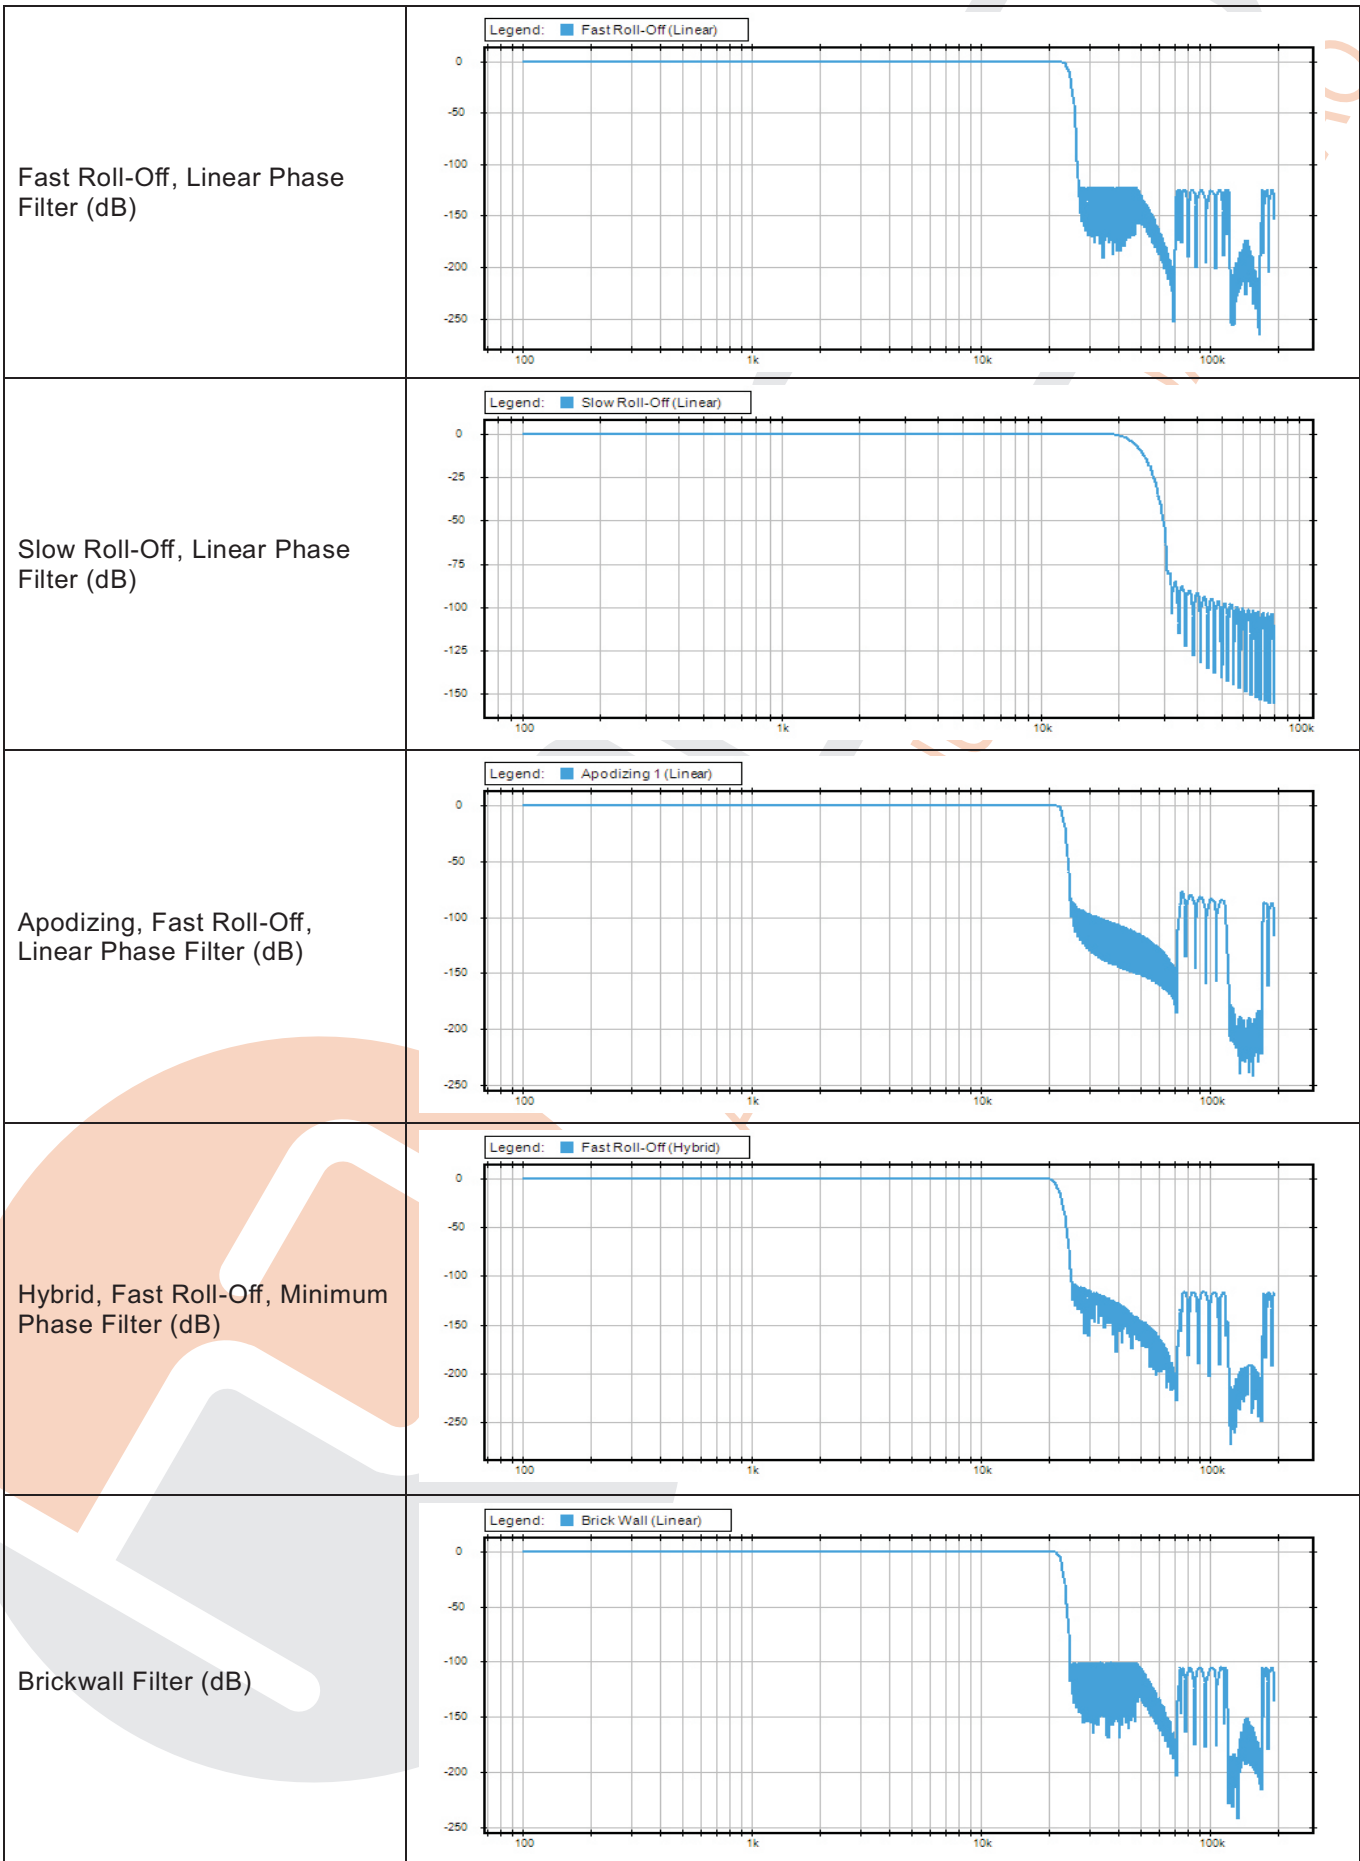 Legend: Fast Roll-Off (Linear)
0
-50
-100
-150
-200
-250
100 1k 10k 100k
Fast Roll-Off, Linear Phase
Filter (dB)
Legend: Slow Roll-Off (Linear)
0
-25
-50
-75
-100
-125
-150
100 1k 10k 100k
Slow Roll-Off, Linear Phase
Filter (dB)
Legend: Apodizing 1 (Linear)
0
-50
-100
-150
-200
-250
100 1k 10k 100k
Apodizing, Fast Roll-Off,
Linear Phase Filter (dB)
Legend: Fast Roll-Off (Hybrid)
0
-50
-100
-150
-200
-250
100 1k 10k 100k
Hybrid, Fast Roll-Off, Minimum
Phase Filter (dB)
Legend: Brick Wall (Linear)
0
-50
-100
-150
-200
-250
100 1k 10k 100k
Brickwall Filter (dB)